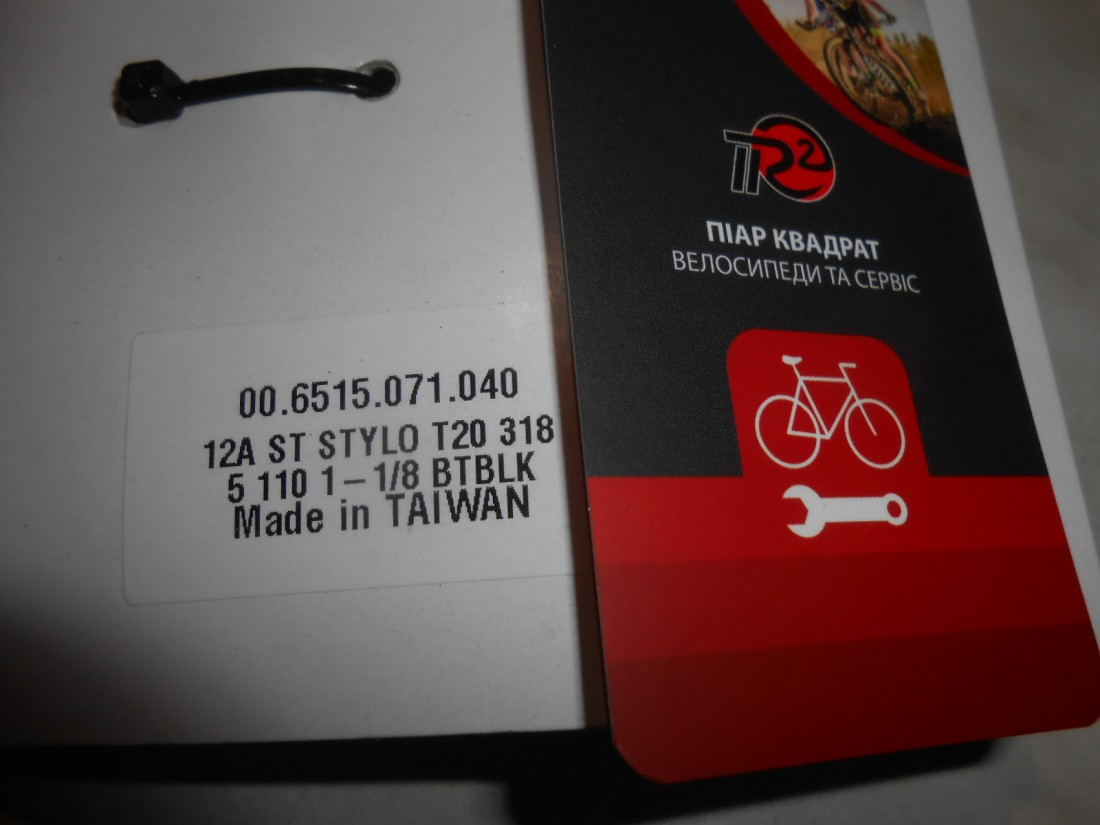 00.6515.071.040
12A ST STYLO T20 318
5 110 1-1/8 BTBLK
Made in TAIWAN
ПR2
ПІАР КВАДРАТ
ВЕЛОСИПЕДИ ТА СЕРВІС